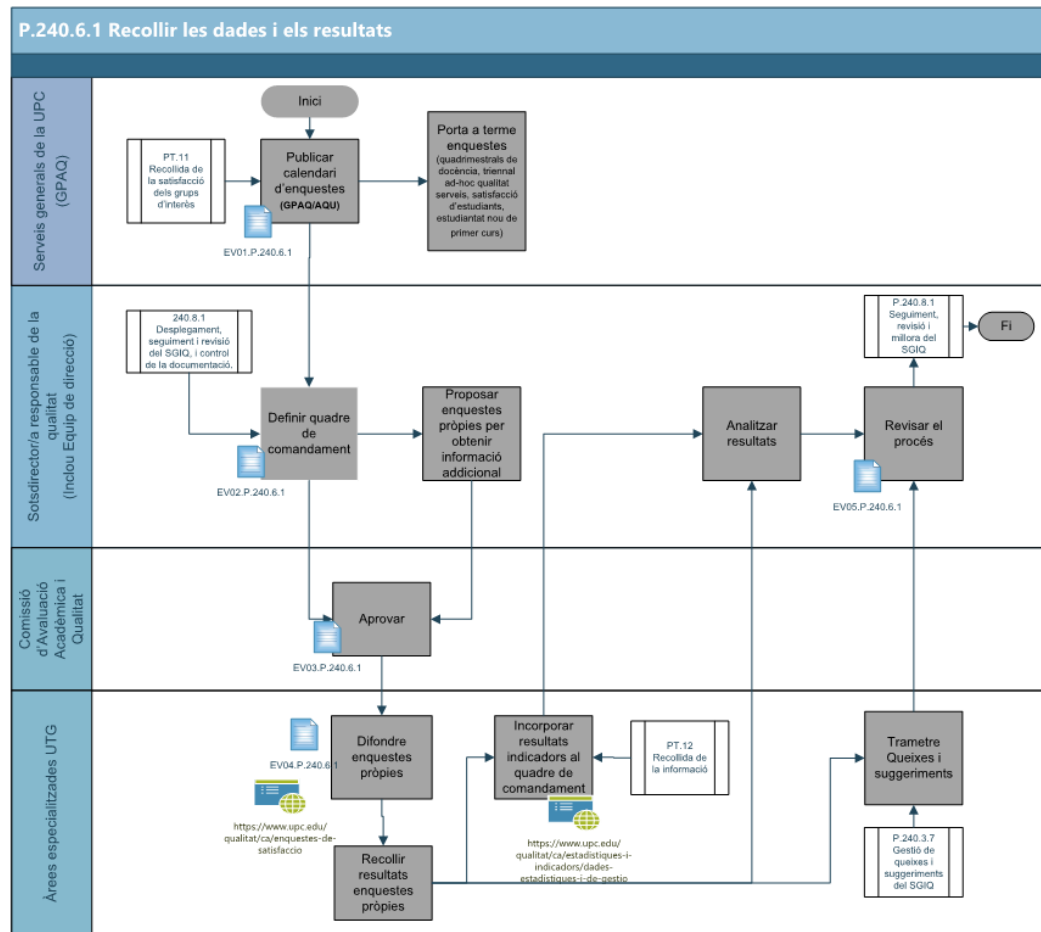 P.240.6.1 Recollir les dades i els resultats
Serveis generals de la UPC
(GPAQ)
Inici
PT.11
Recollida de
la satisfacció
dels grups
d'interès
Publicar
calendari
d'enquestes
(GPAQ/AQU)
EV01.P.240.6.1
Porta a terme
enquestes
(quadrimestrals de
docència, triennal
ad-hoc qualitat
serveis, satisfacció
d'estudiants,
estudiantat nou de
primer curs)
Sotsdirector/a responsable de la
qualitat
(Inclou Equip de direcció)
240.8.1
Desplegament,
seguiment i revisió
del SGIQ, i control
de la documentació.
Definir quadre
de
comandament
EV02.P.240.6.1
Proposar
enquestes
pròpies per
obtenir
informació
addicional
Analitzar
resultats
P.240.8.1
Seguiment,
revisió i
millora del
SGIQ
Fi
Revisar el
procés
EV05.P.240.6.1
Comissió
d'Avaluació
Acadèmica i
Qualitat
Aprovar
EV03.P.240.6.1
Àrees especialitzades UTG
Difondre
enquestes
pròpies
EV04.P.240.6.1
https://www.upc.edu/
qualitat/ca/enquestes-de-
satisfaccio
Recollir
resultats
enquestes
pròpies
Incorporar
resultats
indicadors al
quadre de
comandament
https://www.upc.edu/
qualitat/ca/estadistiques-i-
indicadors/dades-
estadistiques-i-de-gestio
PT.12
Recollida de
la informació
Trametre
Queixes i
suggeriments
P.240.3.7
Gestió de
queixes i
suggeriments
del SGIQ